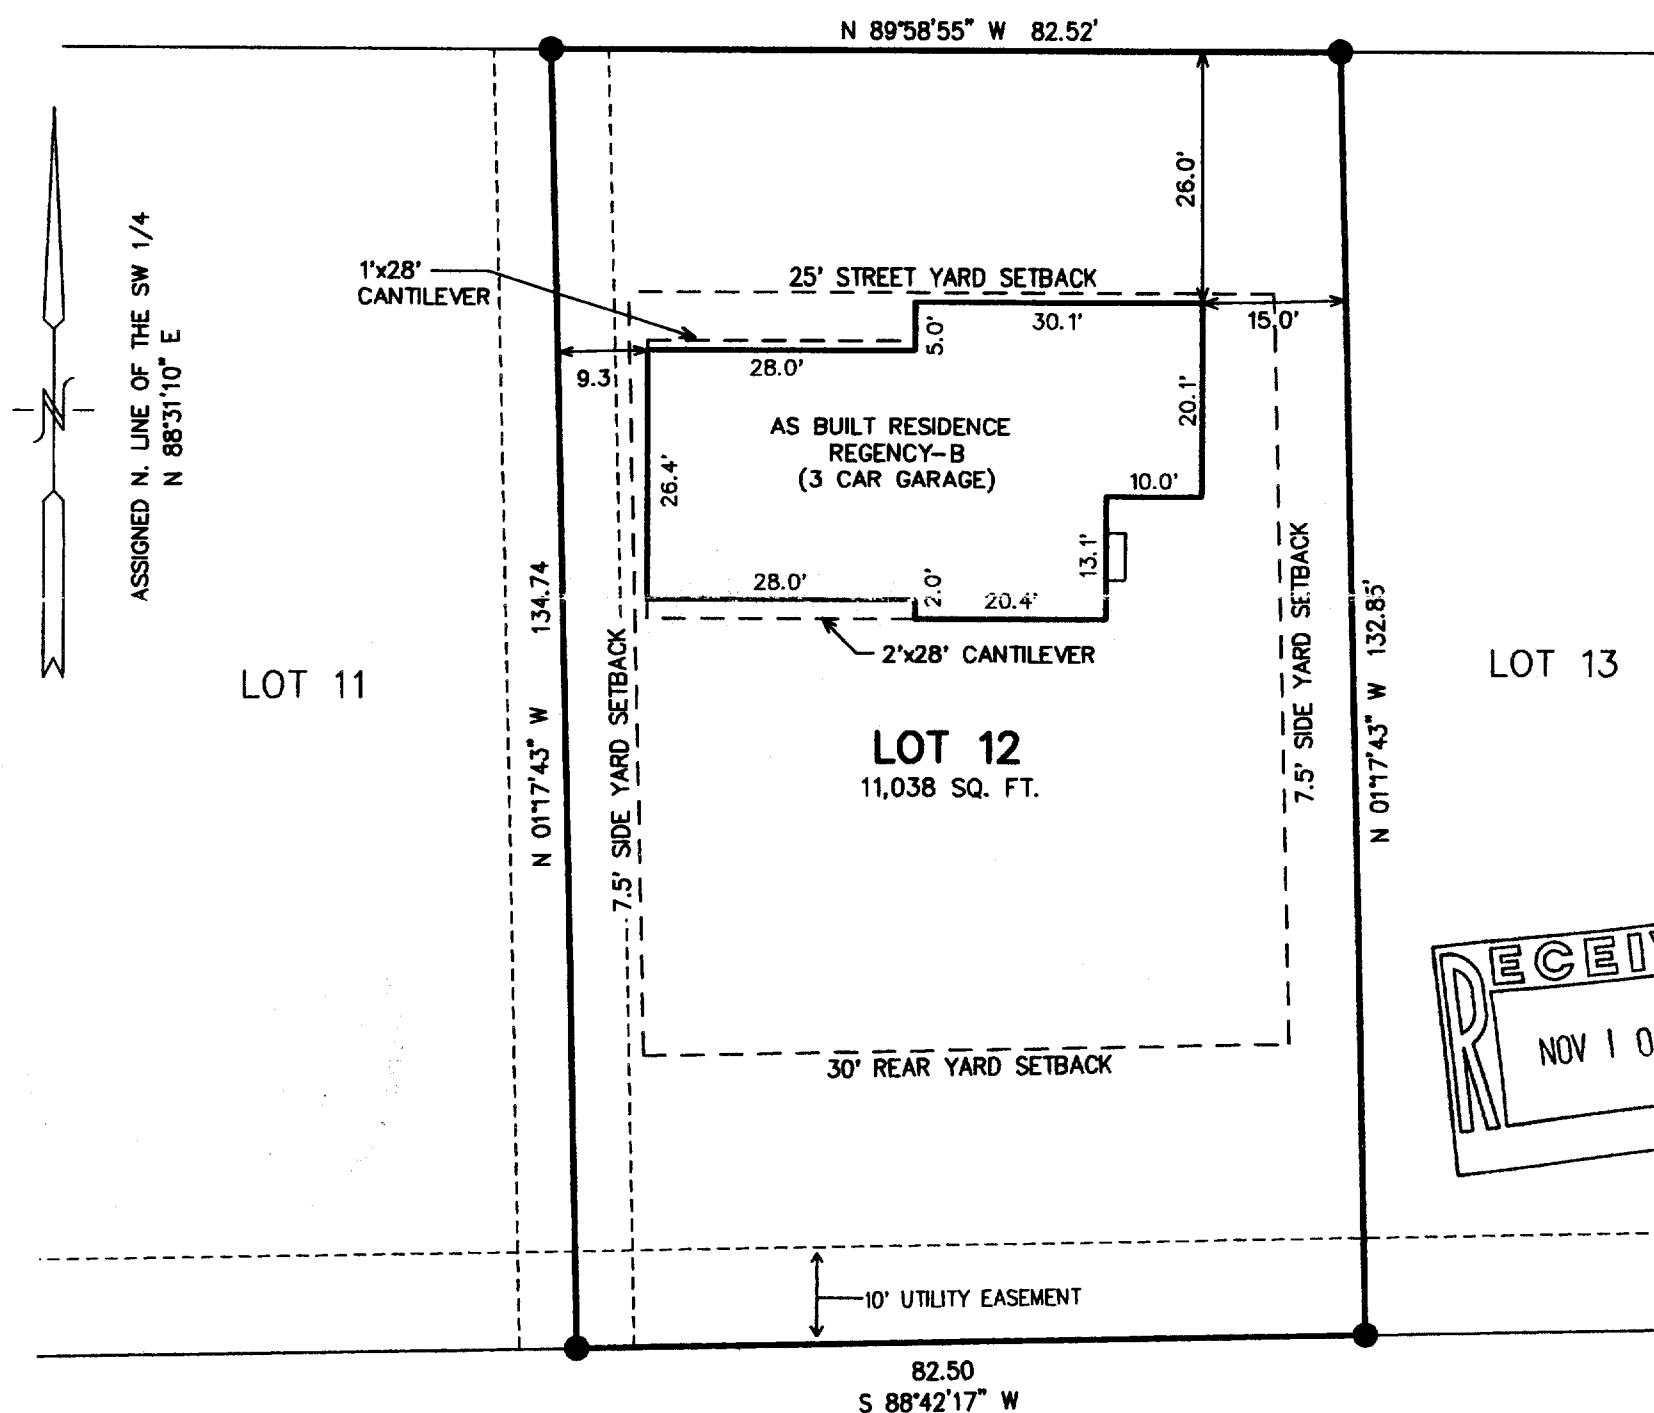 N 89°58'55" W 82.52'
26.0'
ASSIGNED N. LINE OF THE SW 1/4
N 88°31'10" E
N
1'x28'
CANTILEVER
25' STREET YARD SETBACK
30.1'
15.0'
5.0'
28.0'
9.3
AS BUILT RESIDENCE
REGENCY-B
(3 CAR GARAGE)
20.1'
10.0'
26.4'
13.1'
28.0'
2.0'
20.4'
2'x28' CANTILEVER
LOT 11
N 01°17'43" W 134.74
7.5' SIDE YARD SETBACK
LOT 12
11,038 SQ. FT.
7.5' SIDE YARD SETBACK
N 01°17'43" W 132.85'
LOT 13
30' REAR YARD SETBACK
RECEI
NOV 10
10' UTILITY EASEMENT
82.50
S 88°42'17" W